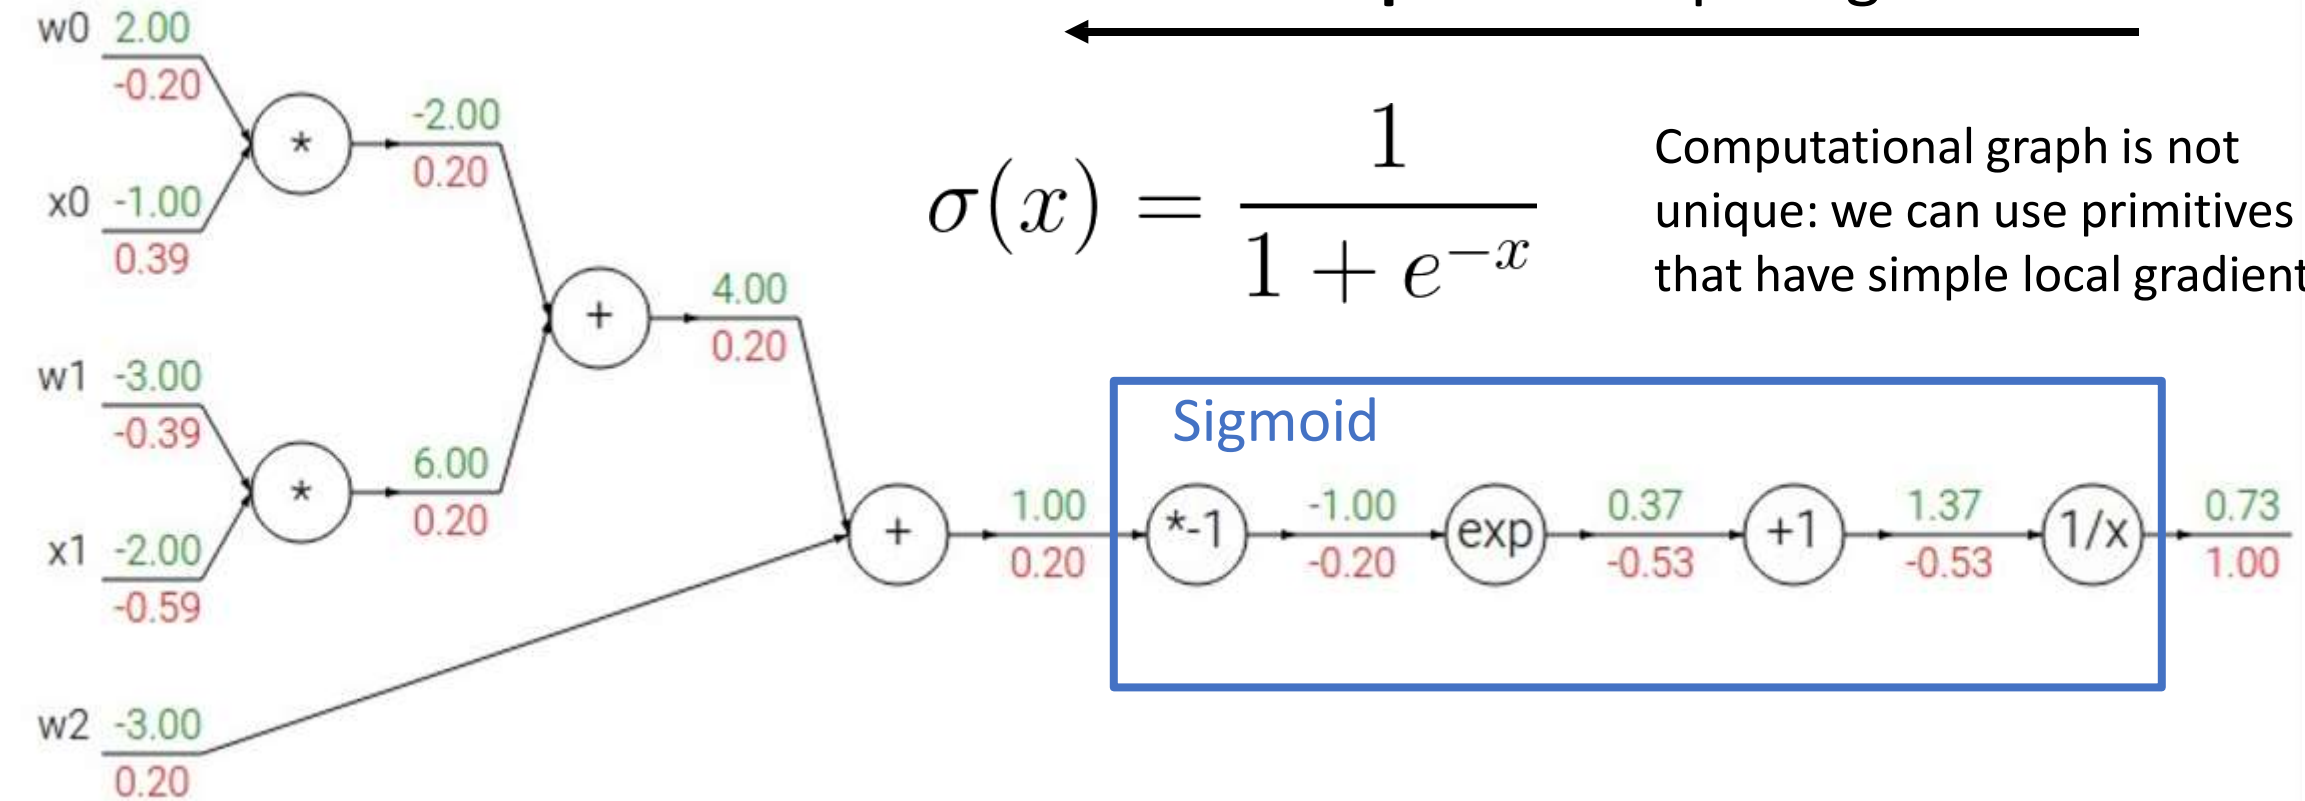 w0 2.00
-0.20
*
-2.00
0.20
x0 -1.00
0.39
σ(x) = 1 / 1 + e^{-x}
Computational graph is not
unique: we can use primitives
that have simple local gradient
+
4.00
0.20
w1 -3.00
-0.39
*
6.00
0.20
x1 -2.00
-0.59
Sigmoid
+
1.00
0.20
*-1
-1.00
-0.20
exp
0.37
-0.53
+1
1.37
-0.53
1/x
0.73
1.00
w2 -3.00
0.20